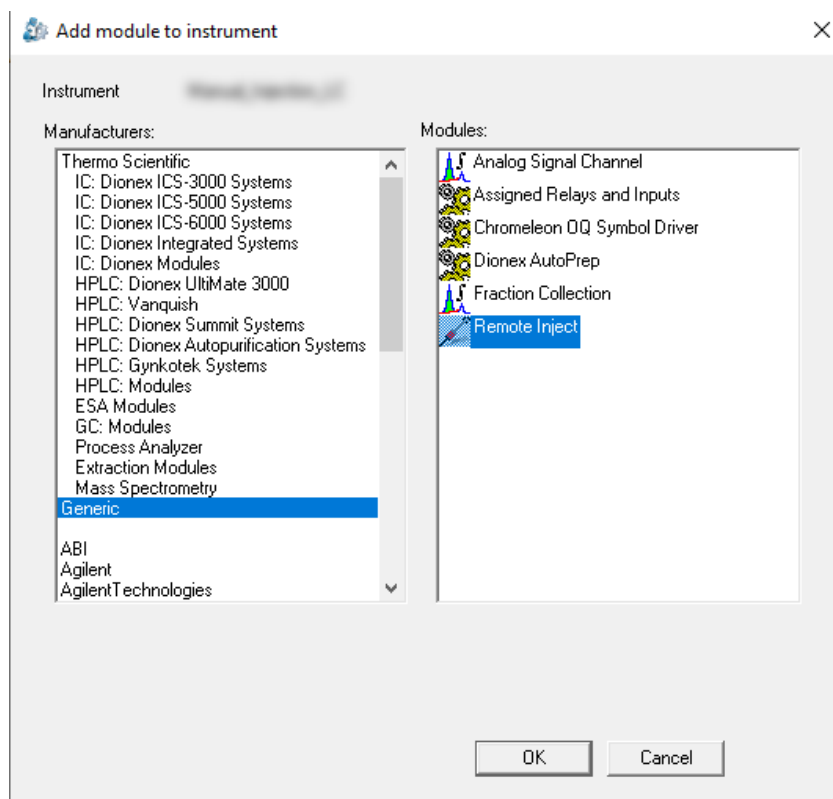 Add module to instrument
Instrument
Manufacturers:
Thermo Scientific
IC: Dionex ICS-3000 Systems
IC: Dionex ICS-5000 Systems
IC: Dionex ICS-6000 Systems
IC: Dionex Integrated Systems
IC: Dionex Modules
HPLC: Dionex UltiMate 3000
HPLC: Vanquish
HPLC: Dionex Summit Systems
HPLC: Dionex Autopurification Systems
HPLC: Gynkotek Systems
HPLC: Modules
ESA Modules
GC: Modules
Process Analyzer
Extraction Modules
Mass Spectrometry
Generic
ABI
Agilent
AgilentTechnologies
Modules:
Analog Signal Channel
Assigned Relays and Inputs
Chromeleon OQ Symbol Driver
Dionex AutoPrep
Fraction Collection
Remote Inject
OK
Cancel